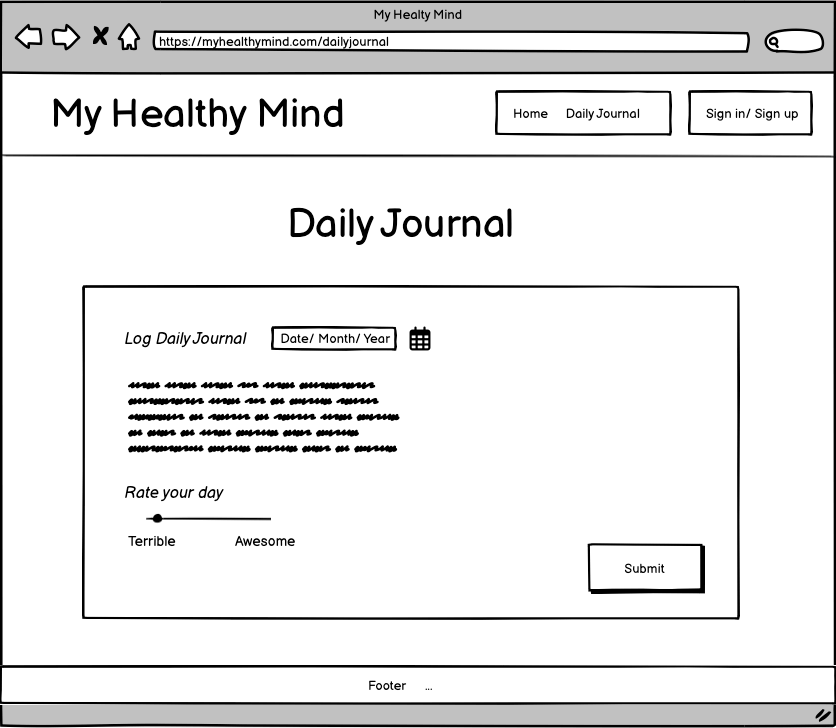 My Healty Mind
https://myhealthymind.com/dailyjournal
My Healthy Mind
Home Daily Journal
Sign in/ Sign up
Daily Journal
Log Daily Journal
Date/ Month/ Year
Rate your day
Terrible Awesome
Submit
Footer ...